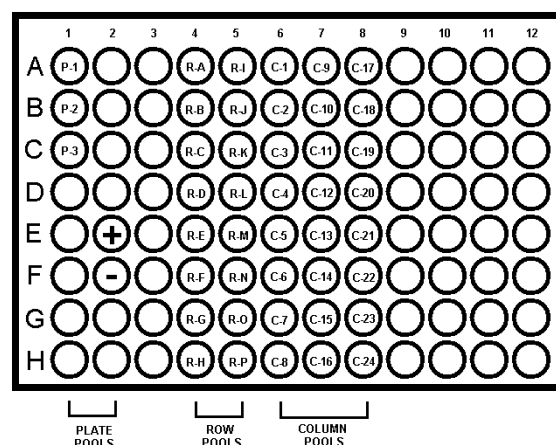 1 2 3 4 5 6 7 8 9 10 11 12
A P-1 R-A R-I C-1 C-9 C-17
B P-2 R-B R-J C-2 C-10 C-18
C P-3 R-C R-K C-3 C-11 C-19
D R-D R-L C-4 C-12 C-20
E + R-E R-M C-5 C-13 C-21
F - R-F R-N C-6 C-14 C-22
G R-G R-O C-7 C-15 C-23
H R-H R-P C-8 C-16 C-24
PLATE ROW COLUMN
POOLS POOLS POOLS